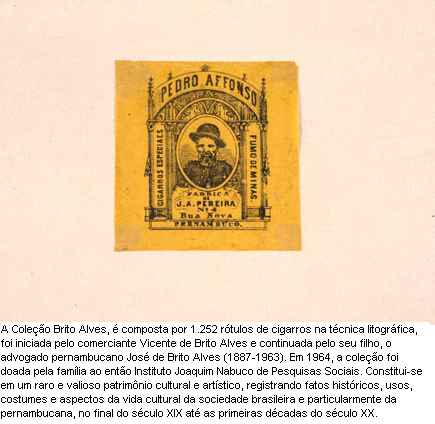 PEDRO AFFONSO
CIGARROS ESPECIAES
FUMO DE MINAS
FABRICA
DE
J. A. PEREIRA
Nº 4
RUA NOVA
PERNAMBUCO.
A Coleção Brito Alves, é composta por 1.252 rótulos de cigarros na técnica litográfica,
foi iniciada pelo comerciante Vicente de Brito Alves e continuada pelo seu filho, o
advogado pernambucano José de Brito Alves (1887-1963). Em 1964, a coleção foi
doada pela família ao então Instituto Joaquim Nabuco de Pesquisas Sociais. Constitui-se
em um raro e valioso patrimônio cultural e artístico, registrando fatos históricos, usos,
costumes e aspectos da vida cultural da sociedade brasileira e particularmente da
pernambucana, no final do século XIX até as primeiras décadas do século XX.